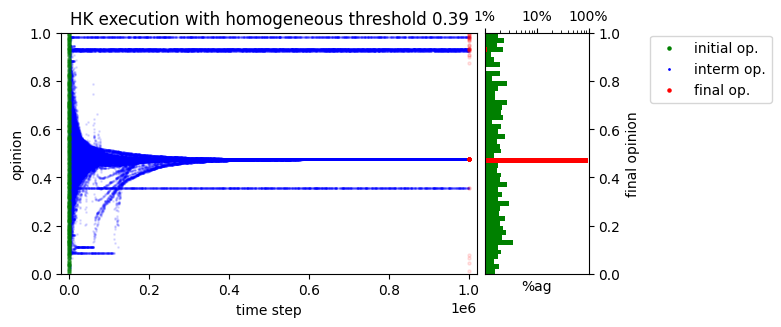 HK execution with homogeneous threshold 0.39
1% 10% 100%
initial op.
interm op.
final op.
1.0 1.0
0.8 0.8
0.6 0.6
0.4 0.4
0.2 0.2
0.0 0.0
opinion
final opinion
0.0 0.2 0.4 0.6 0.8 1.0
%ag
1e6
time step